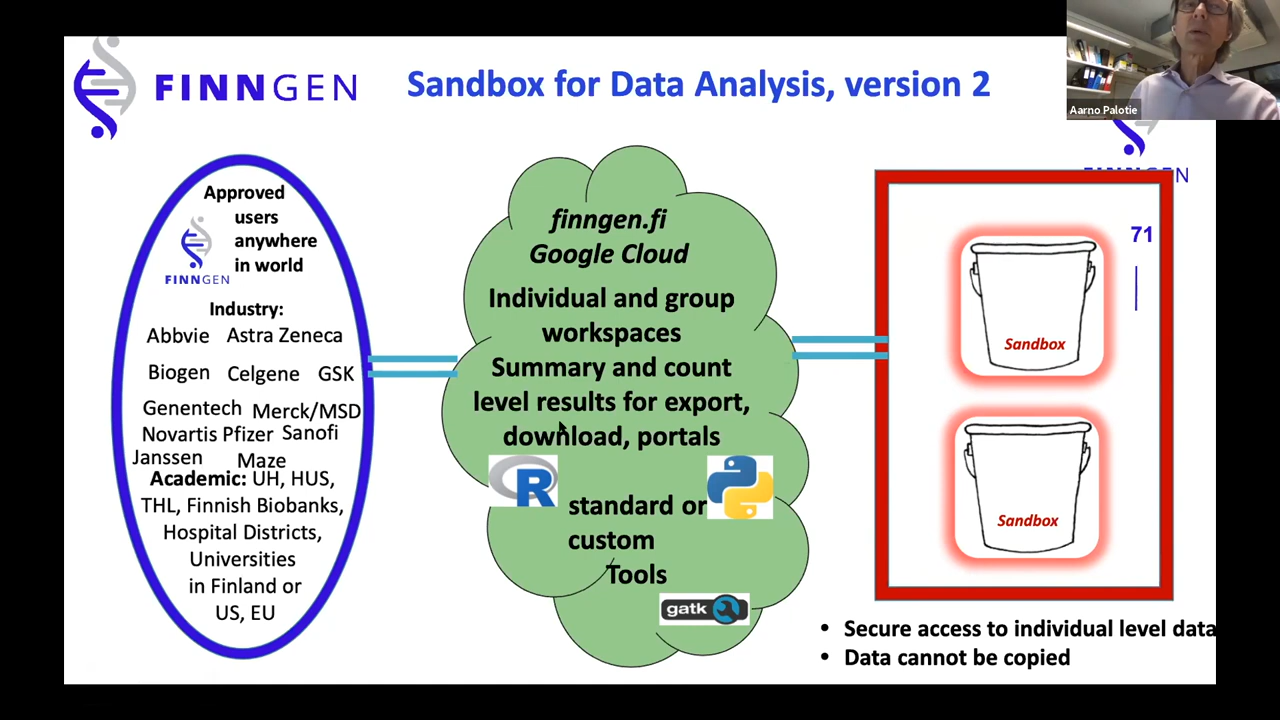 FINNGEN
Sandbox for Data Analysis, version 2
Aarno Palotie
Approved
users
anywhere
in world
FINNGEN
Industry:
Abbvie Astra Zeneca
Biogen Celgene GSK
Genentech Merck/MSD
Novartis Pfizer Sanofi
Janssen Maze
Academic: UH, HUS,
THL, Finnish Biobanks,
Hospital Districts,
Universities
in Finland or
US, EU
finngen.fi
Google Cloud
Individual and group
workspaces
Summary and count
level results for export,
download, portals
R
standard or
custom
Tools
gatk
71
Sandbox
Sandbox
• Secure access to individual level data
• Data cannot be copied